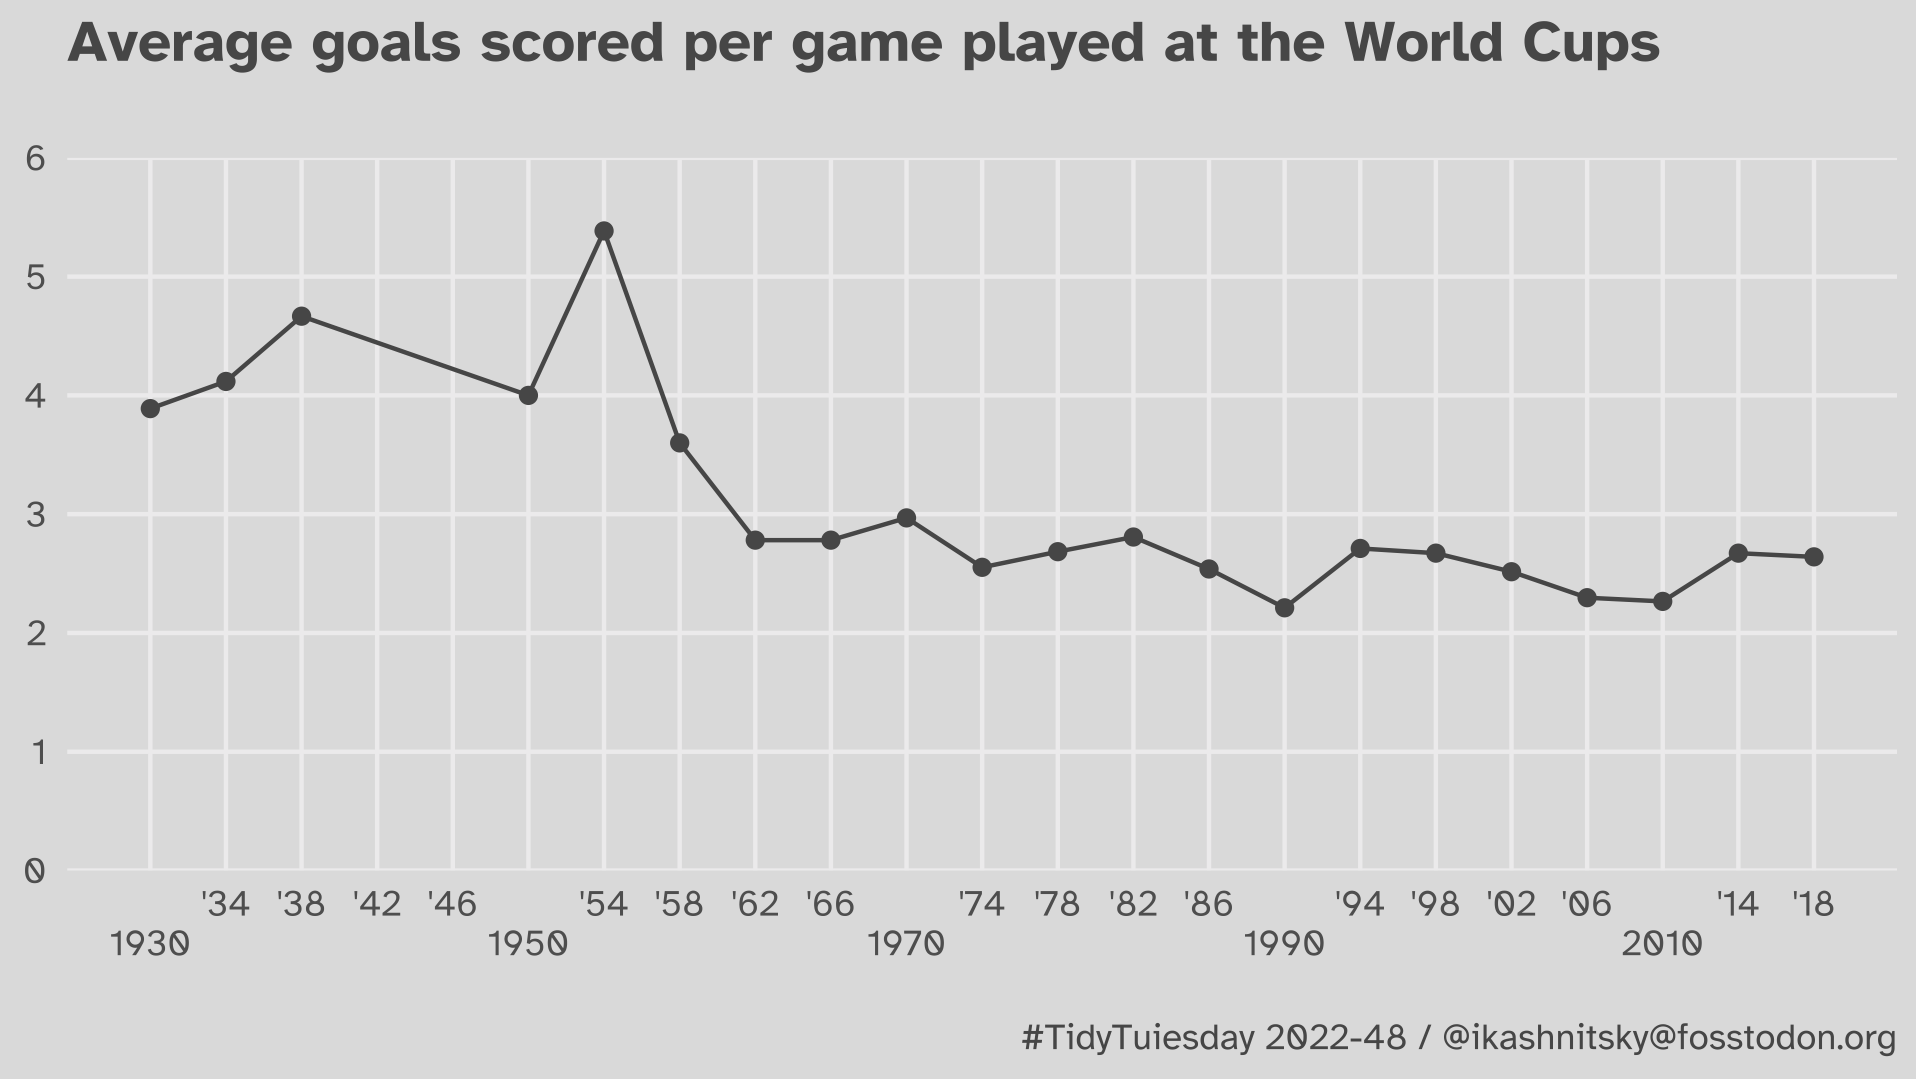 Average goals scored per game played at the World Cups
6
5
4
3
2
1
0
'34 '38 '42 '46 '54 '58 '62 '66 '74 '78 '82 '86 '94 '98 '02 '06 '14 '18
1930 1950 1970 1990 2010
#TidyTuiesday 2022-48 / @ikashnitsky@fosstodon.org